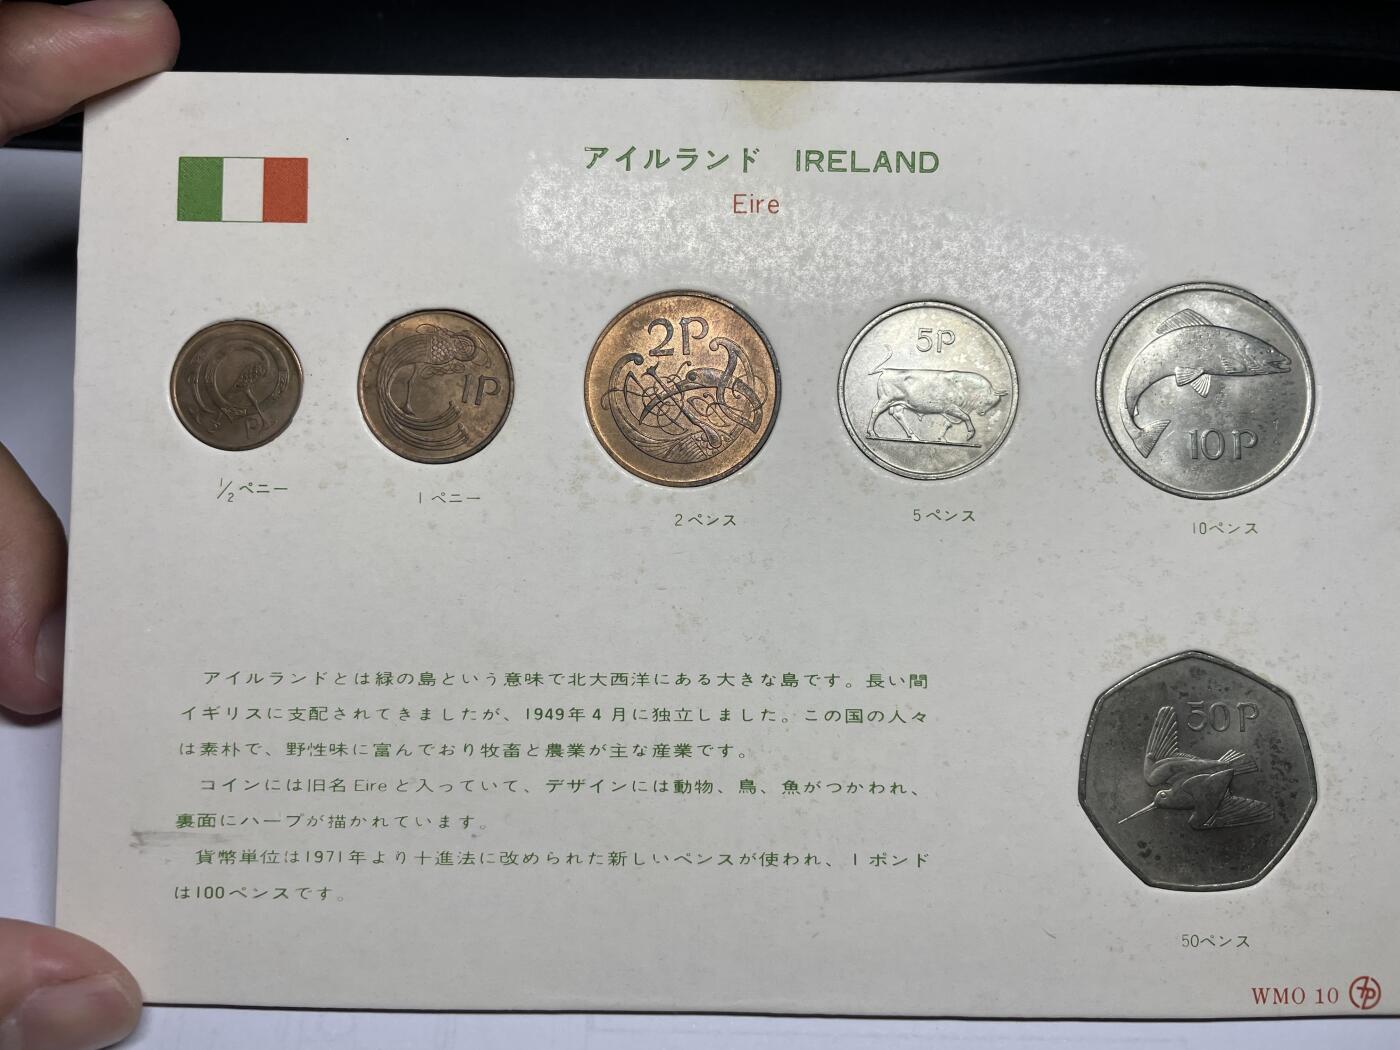 アイルランド IRELAND
Eire
P
1P
2P
5P
10P
½ペニー
1ペニー
2ペンス
5ペンス
10ペンス
アイルランドとは緑の島という意味で北大西洋にある大きな島です。長い間
イギリスに支配されてきましたが、1949年4月に独立しました。この国の人々
は素朴で、野性味に富んでおり牧畜と農業が主な産業です。
コインには旧名Eireと入っていて、デザインには動物、鳥、魚がつかわれ、
裏面にハープが描かれています。
貨幣単位は1971年より十進法に改められた新しいペンスが使われ、1ポンド
は100ペンスです。
50P
50ペンス
WMO 10